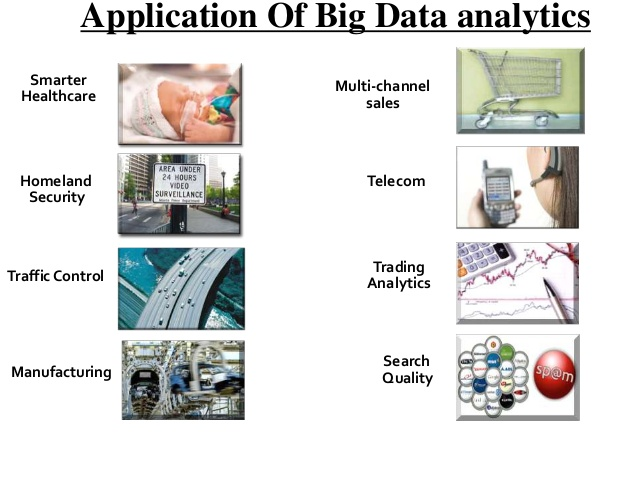 Application Of Big Data analytics
Smarter
Healthcare
Multi-channel
sales
AREA UNDER
24 HOURS
VIDEO
SURVEILLANCE
Homeland
Security
Telecom
Traffic Control
Trading
Analytics
Manufacturing
Search
Quality
sp@m